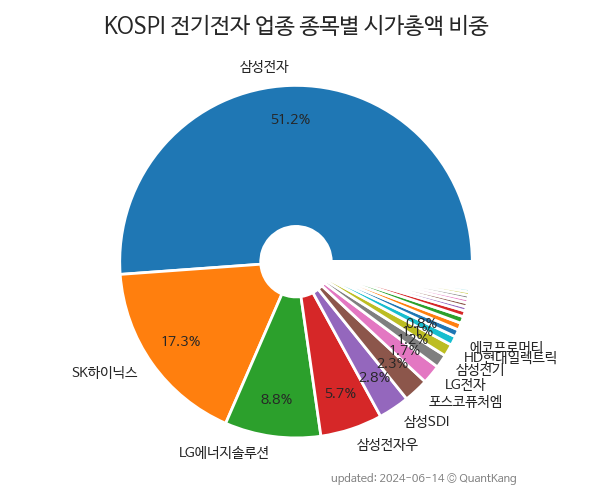 KOSPI 전기전자 업종 종목별 시가총액 비중
삼성전자
51.2%
SK하이닉스
17.3%
LG에너지솔루션
8.8%
삼성전자우
5.7%
삼성SDI
2.8%
포스코퓨처엠
2.3%
LG전자
1.7%
삼성전기
1.2%
HD현대일렉트릭
1.1%
에코프로머티
0.8%
updated: 2024-06-14 © QuantKang